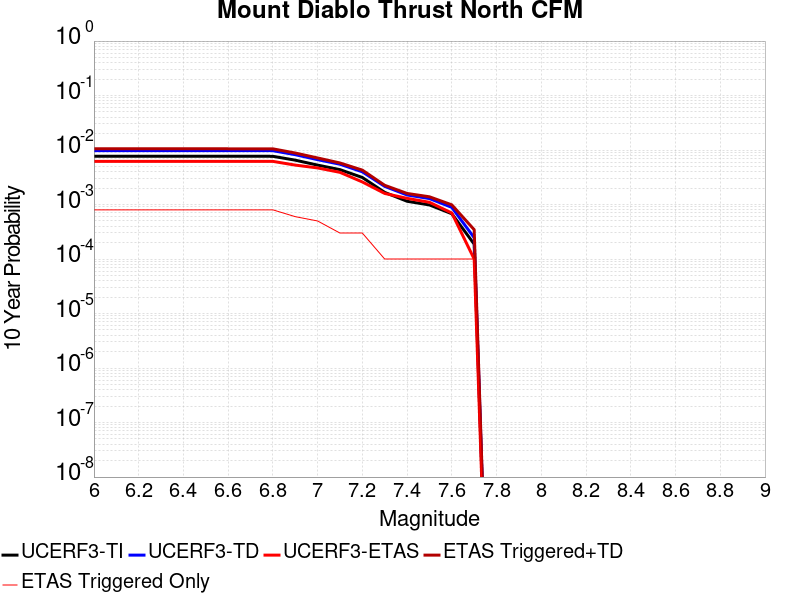 Mount Diablo Thrust North CFM
10^0
10^-1
10^-2
10^-3
10^-4
10^-5
10^-6
10^-7
10^-8
10 Year Probability
6 6.2 6.4 6.6 6.8 7 7.2 7.4 7.6 7.8 8 8.2 8.4 8.6 8.8 9
Magnitude
UCERF3-TI UCERF3-TD UCERF3-ETAS ETAS Triggered+TD
ETAS Triggered Only